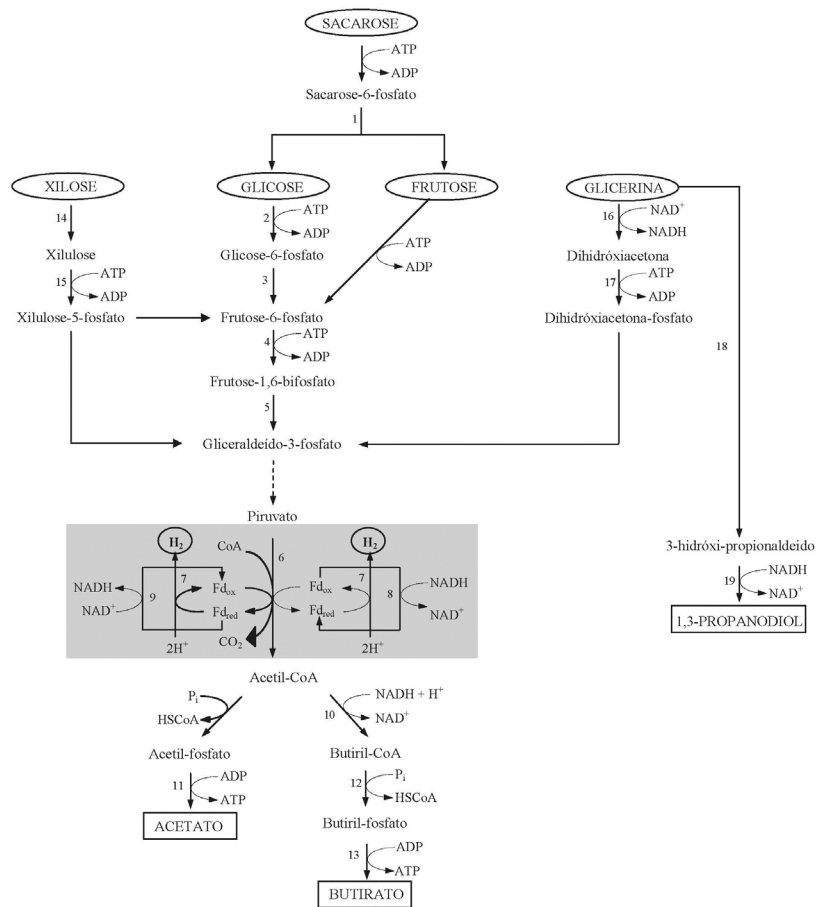 SACAROSE
ATP
ADP
Sacarose-6-fosfato
1
XILOSE
GLICOSE
FRUTOSE
GLICERINA
14
2
ATP
ADP
ATP
ADP
16
NAD+
NADH
Xilulose
Glicose-6-fosfato
Dihidróxiacetona
15
ATP
ADP
3
17
ATP
ADP
Xilulose-5-fosfato
Frutose-6-fosfato
Dihidróxiacetona-fosfato
4
ATP
ADP
18
Frutose-1,6-bifosfato
5
Gliceraldeído-3-fosfato
Piruvato
H2
CoA
6
H2
NADH
NAD+
9
7
Fdox
Fdred
Fdox
Fdred
7
8
NADH
NAD+
2H+
CO2
2H+
3-hidróxi-propionaldeido
19
NADH
NAD+
1,3-PROPANODIOL
Acetil-CoA
Pi
HSCoA
10
NADH + H+
NAD+
Acetil-fosfato
Butiril-CoA
11
ADP
ATP
12
Pi
HSCoA
ACETATO
Butiril-fosfato
13
ADP
ATP
BUTIRATO